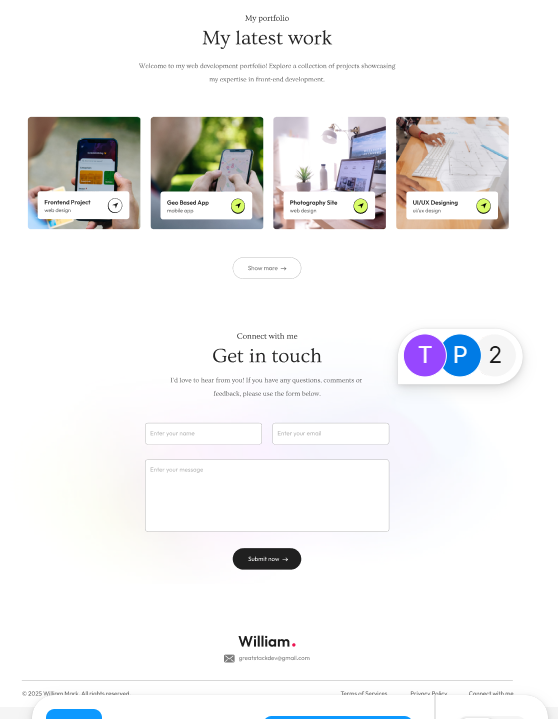 My portfolio
My latest work
Welcome to my web development portfolio! Explore a collection of projects showcasing
my expertise in front-end development.
Frontend Project
web design
Geo Based App
mobile app
Photography Site
web design
UI/UX Designing
ui/ux design
Show more →
Connect with me
Get in touch
T P 2
I'd love to hear from you! If you have any questions, comments or
feedback, please use the form below.
Enter your name
Enter your email
Enter your message
Submit now →
William.
greatstackdev@gmail.com
© 2025 William Mark. All rights reserved.
Terms of Services
Privacy Policy
Connect with me